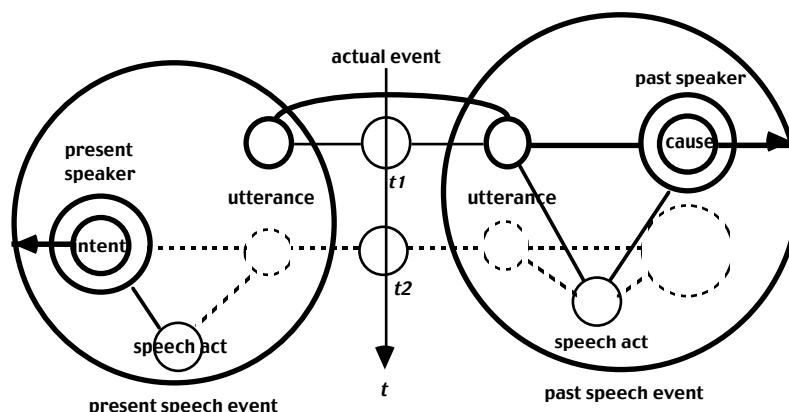 actual event
past speaker
cause
present
speaker
utterance
t1
utterance
intent
t2
speech act
speech act
t
present speech event
past speech event